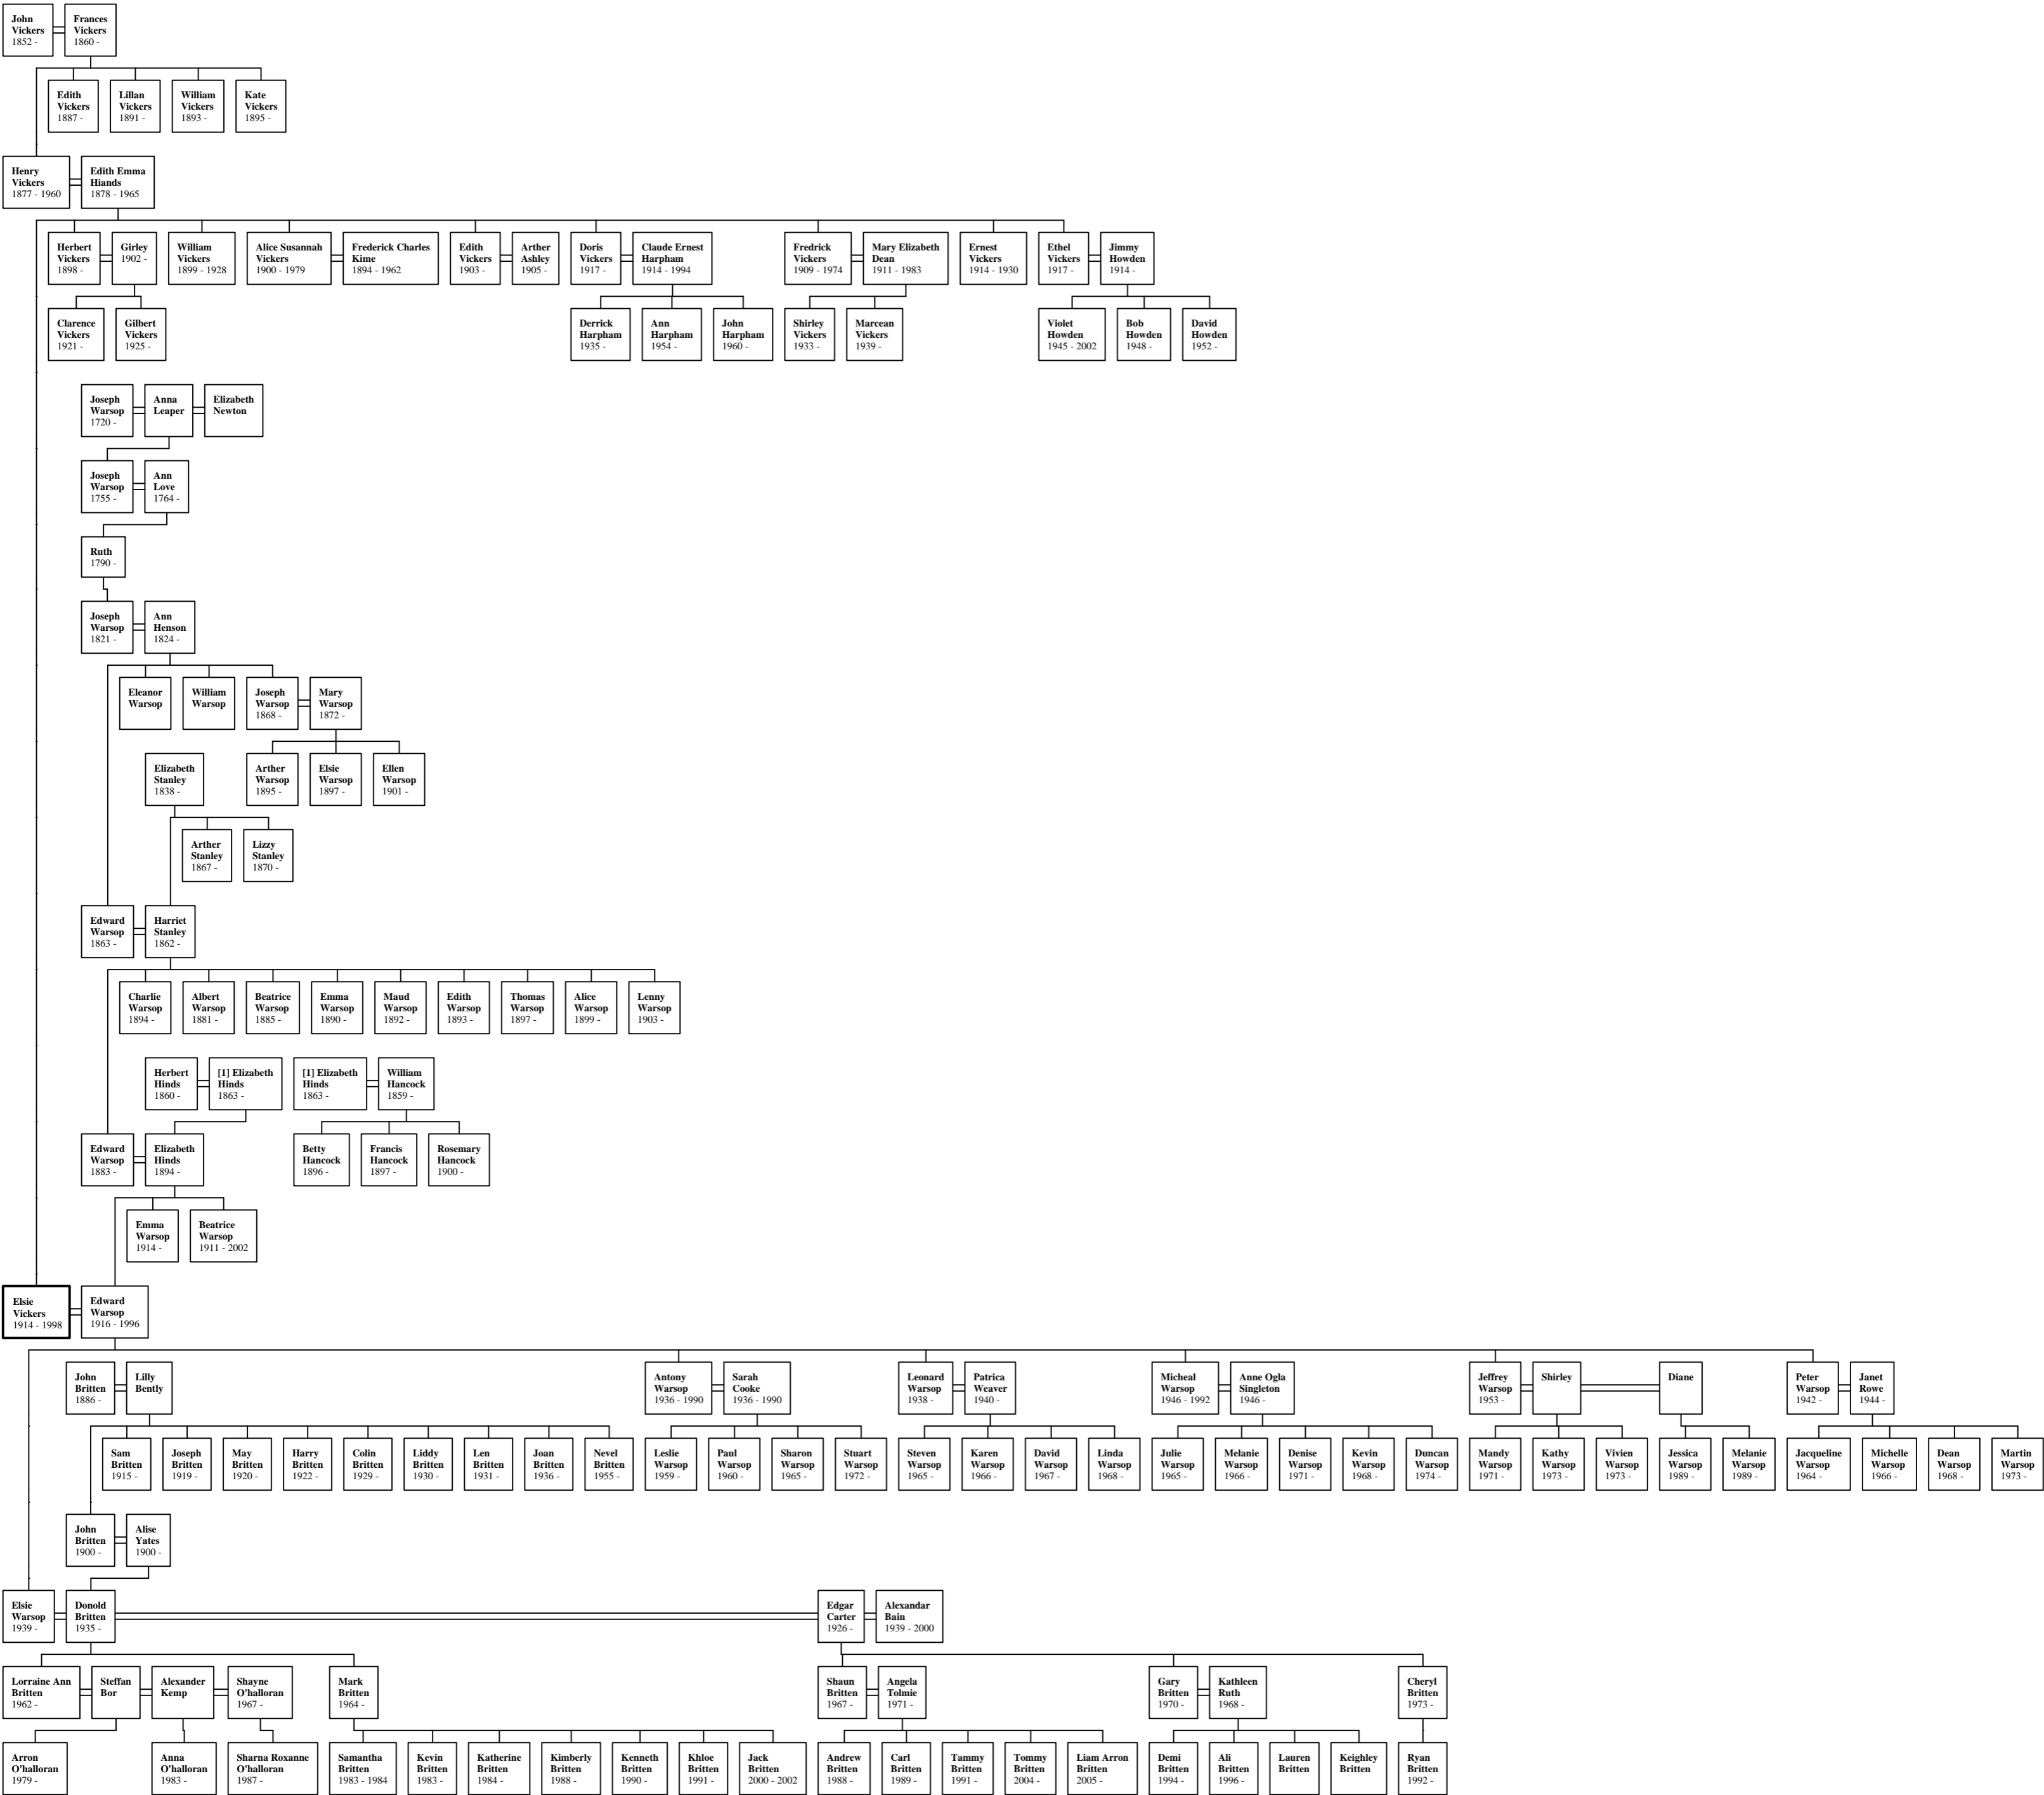 John
Vickers
1852 -
Frances
Vickers
1860 -
Edith
Vickers
1887 -
Lillan
Vickers
1891 -
William
Vickers
1893 -
Kate
Vickers
1895 -
Henry
Vickers
1877 - 1960
Edith Emma
Hiands
1878 - 1965
Herbert
Vickers
1898 -
Girley
1902 -
William
Vickers
1899 - 1928
Alice Susannah
Vickers
1900 - 1979
Frederick Charles
Kime
1894 - 1962
Edith
Vickers
1903 -
Arther
Ashley
1905 -
Doris
Vickers
1917 -
Claude Ernest
Harpham
1914 - 1994
Fredrick
Vickers
1909 - 1974
Mary Elizabeth
Dean
1911 - 1983
Ernest
Vickers
1914 - 1930
Ethel
Vickers
1917 -
Jimmy
Howden
1914 -
Clarence
Vickers
1921 -
Gilbert
Vickers
1925 -
Derrick
Harpham
1935 -
Ann
Harpham
1954 -
John
Harpham
1960 -
Shirley
Vickers
1933 -
Marcean
Vickers
1939 -
Violet
Howden
1945 - 2002
Bob
Howden
1948 -
David
Howden
1952 -
Joseph
Warsop
1720 -
Anna
Leaper
Elizabeth
Newton
Joseph
Warsop
1755 -
Ann
Love
1764 -
Ruth
1790 -
Joseph
Warsop
1821 -
Ann
Henson
1824 -
Eleanor
Warsop
William
Warsop
Joseph
Warsop
1868 -
Mary
Warsop
1872 -
Elizabeth
Stanley
1838 -
Arther
Warsop
1895 -
Elsie
Warsop
1897 -
Ellen
Warsop
1901 -
Arther
Stanley
1867 -
Lizzy
Stanley
1870 -
Edward
Warsop
1863 -
Harriet
Stanley
1862 -
Charlie
Warsop
1894 -
Albert
Warsop
1881 -
Beatrice
Warsop
1885 -
Emma
Warsop
1890 -
Maud
Warsop
1892 -
Edith
Warsop
1893 -
Thomas
Warsop
1897 -
Alice
Warsop
1899 -
Lenny
Warsop
1903 -
Herbert
Hinds
1860 -
[1] Elizabeth
Hinds
1863 -
[1] Elizabeth
Hinds
1863 -
William
Hancock
1859 -
Edward
Warsop
1883 -
Elizabeth
Hinds
1894 -
Betty
Hancock
1896 -
Francis
Hancock
1897 -
Rosemary
Hancock
1900 -
Emma
Warsop
1914 -
Beatrice
Warsop
1911 - 2002
Elsie
Vickers
1914 - 1998
Edward
Warsop
1916 - 1996
John
Britten
1886 -
Lilly
Bently
Antony
Warsop
1936 - 1990
Sarah
Cooke
1936 - 1990
Leonard
Warsop
1938 -
Patrica
Weaver
1940 -
Micheal
Warsop
1946 - 1992
Anne Ogla
Singleton
1946 -
Jeffrey
Warsop
1953 -
Shirley
Diane
Peter
Warsop
1942 -
Janet
Rowe
1944 -
Sam
Britten
1915 -
Joseph
Britten
1919 -
May
Britten
1920 -
Harry
Britten
1922 -
Colin
Britten
1929 -
Liddy
Britten
1930 -
Len
Britten
1931 -
Joan
Britten
1936 -
Nevel
Britten
1955 -
Leslie
Warsop
1959 -
Paul
Warsop
1960 -
Sharon
Warsop
1965 -
Stuart
Warsop
1972 -
Steven
Warsop
1965 -
Karen
Warsop
1966 -
David
Warsop
1967 -
Linda
Warsop
1968 -
Julie
Warsop
1965 -
Melanie
Warsop
1966 -
Denise
Warsop
1971 -
Kevin
Warsop
1968 -
Duncan
Warsop
1974 -
Mandy
Warsop
1971 -
Kathy
Warsop
1973 -
Vivien
Warsop
1973 -
Jessica
Warsop
1989 -
Melanie
Warsop
1989 -
Jacqueline
Warsop
1964 -
Michelle
Warsop
1966 -
Dean
Warsop
1968 -
Martin
Warsop
1973 -
John
Britten
1900 -
Alise
Yates
1900 -
Elsie
Warsop
1939 -
Donold
Britten
1935 -
Edgar
Carter
1926 -
Alexandar
Bain
1939 - 2000
Lorraine Ann
Britten
1962 -
Steffan
Bor
Alexander
Kemp
Shayne
O'halloran
1967 -
Mark
Britten
1964 -
Shaun
Britten
1967 -
Angela
Tolmie
1971 -
Gary
Britten
1970 -
Kathleen
Ruth
1968 -
Cheryl
Britten
1973 -
Arron
O'halloran
1979 -
Anna
O'halloran
1983 -
Sharna Roxanne
O'halloran
1987 -
Samantha
Britten
1983 - 1984
Kevin
Britten
1983 -
Katherine
Britten
1984 -
Kimberly
Britten
1988 -
Kenneth
Britten
1990 -
Khloe
Britten
1991 -
Jack
Britten
2000 - 2002
Andrew
Britten
1988 -
Carl
Britten
1989 -
Tammy
Britten
1991 -
Tommy
Britten
2004 -
Liam Arron
Britten
2005 -
Demi
Britten
1994 -
Ali
Britten
1996 -
Lauren
Britten
Keighley
Britten
Ryan
Britten
1992 -